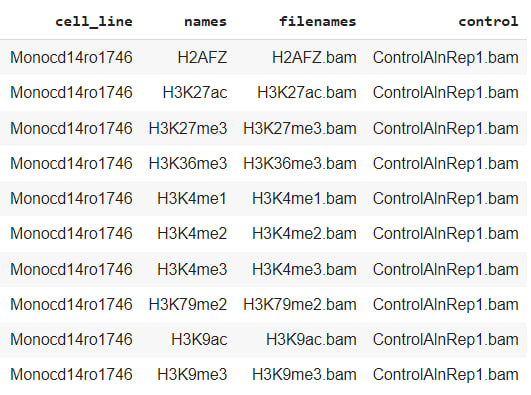 cell_line names filenames control
Monocd14ro1746 H2AFZ H2AFZ.bam ControlAlnRep1.bam
Monocd14ro1746 H3K27ac H3K27ac.bam ControlAlnRep1.bam
Monocd14ro1746 H3K27me3 H3K27me3.bam ControlAlnRep1.bam
Monocd14ro1746 H3K36me3 H3K36me3.bam ControlAlnRep1.bam
Monocd14ro1746 H3K4me1 H3K4me1.bam ControlAlnRep1.bam
Monocd14ro1746 H3K4me2 H3K4me2.bam ControlAlnRep1.bam
Monocd14ro1746 H3K4me3 H3K4me3.bam ControlAlnRep1.bam
Monocd14ro1746 H3K79me2 H3K79me2.bam ControlAlnRep1.bam
Monocd14ro1746 H3K9ac H3K9ac.bam ControlAlnRep1.bam
Monocd14ro1746 H3K9me3 H3K9me3.bam ControlAlnRep1.bam